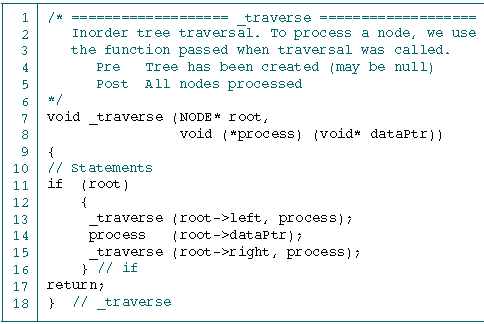 1 /* =================== _traverse ===================
2 Inorder tree traversal. To process a node, we use
3 the function passed when traversal was called.
4 Pre Tree has been created (may be null)
5 Post All nodes processed
6 */
7 void _traverse (NODE* root,
8 void (*process) (void* dataPtr))
9 {
10 // Statements
11 if (root)
12 {
13 _traverse (root->left, process);
14 process (root->dataPtr);
15 _traverse (root->right, process);
16 } // if
17 return;
18 } // _traverse